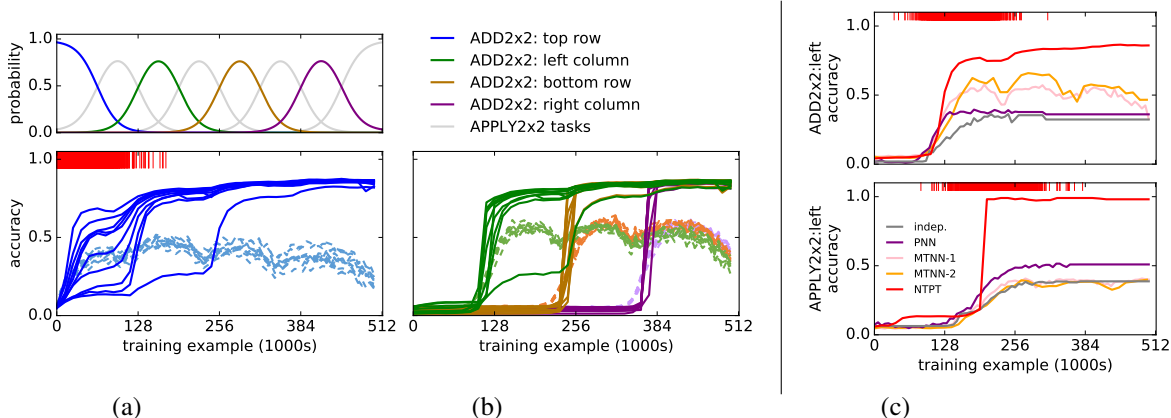 1.0
0.5
0.0
probability
ADD2x2: top row
ADD2x2: left column
ADD2x2: bottom row
ADD2x2: right column
APPLY2x2 tasks
1.0
0.5
0.0
accuracy
0 128 256 384 512
training example (1000s)
0 128 256 384 512
training example (1000s)
(a)
(b)
1.0
0.5
0.0
ADD2x2:left
accuracy
1.0
0.5
0.0
APPLY2x2:left
accuracy
indep.
PNN
MTNN-1
MTNN-2
NTPT
0 128 256 384 512
training example (1000s)
(c)